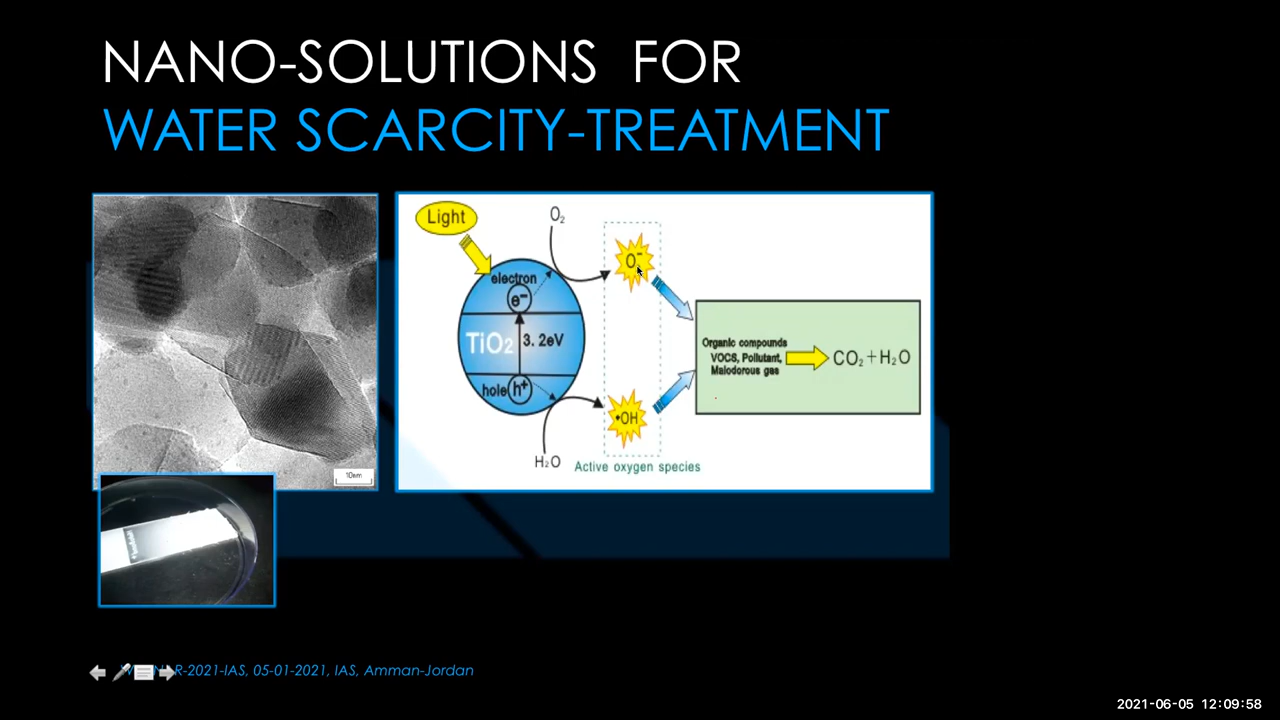 NANO-SOLUTIONS FOR
WATER SCARCITY-TREATMENT
Light
O₂
electron
e⁻
TiO₂
3. 2eV
hole
h⁺
H₂O
•OH
Active oxygen species
Organic compounds
VOCS, Pollutant,
Malodorous gas
CO₂+H₂O
10nm
R-2021-IAS, 05-01-2021, IAS, Amman-Jordan
2021-06-05 12:09:58